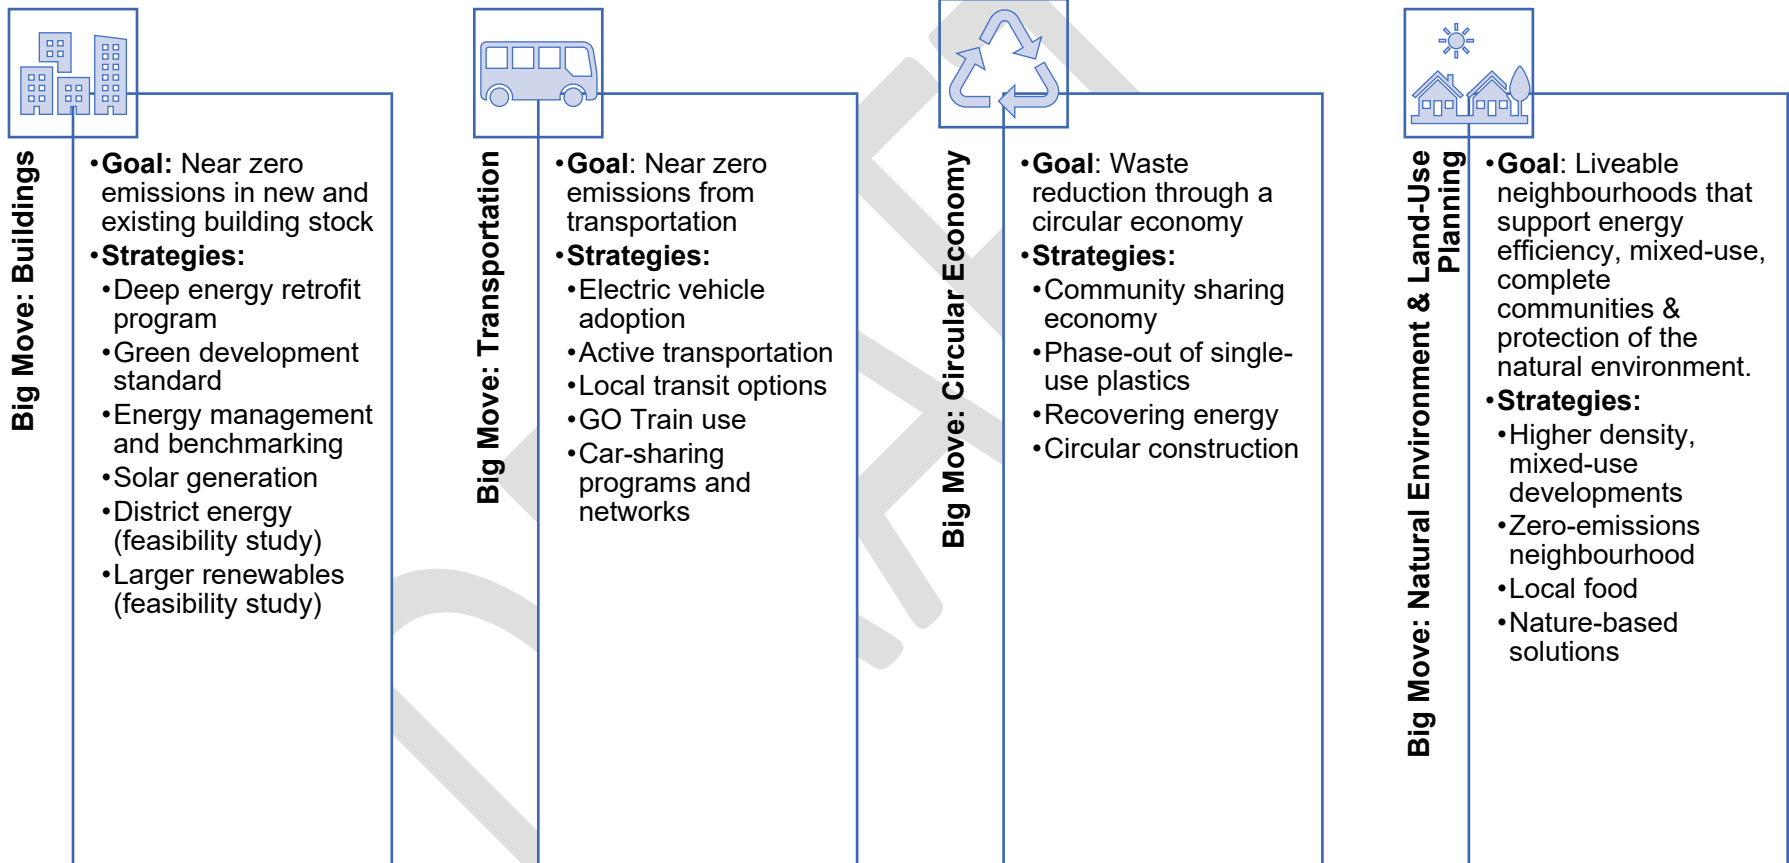 Big Move: Buildings
•Goal: Near zero
emissions in new and
existing building stock
•Strategies:
•Deep energy retrofit
program
•Green development
standard
•Energy management
and benchmarking
•Solar generation
•District energy
(feasibility study)
•Larger renewables
(feasibility study)
Big Move: Transportation
•Goal: Near zero
emissions from
transportation
•Strategies:
•Electric vehicle
adoption
•Active transportation
•Local transit options
•GO Train use
•Car-sharing
programs and
networks
Big Move: Circular Economy
•Goal: Waste
reduction through a
circular economy
•Strategies:
•Community sharing
economy
•Phase-out of single-
use plastics
•Recovering energy
•Circular construction
Big Move: Natural Environment & Land-Use
Planning
•Goal: Liveable
neighbourhoods that
support energy
efficiency, mixed-use,
complete
communities &
protection of the
natural environment.
•Strategies:
•Higher density,
mixed-use
developments
•Zero-emissions
neighbourhood
•Local food
•Nature-based
solutions
DRAFT